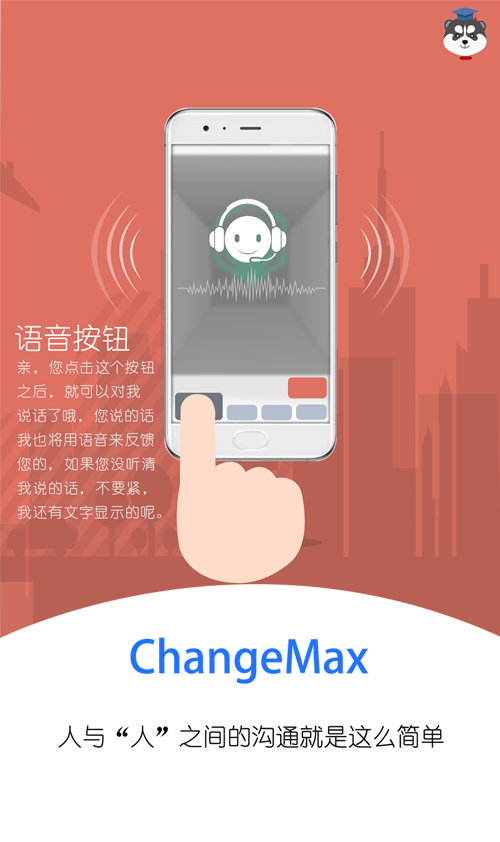 语音按钮
亲，您点击这个按钮
之后，就可以对我
说话了哦，您说的话
我也将用语音来反馈
您的，如果您没听清
我说的话，不要紧，
我还有文字显示的呢。
ChangeMax
人与“人”之间的沟通就是这么简单